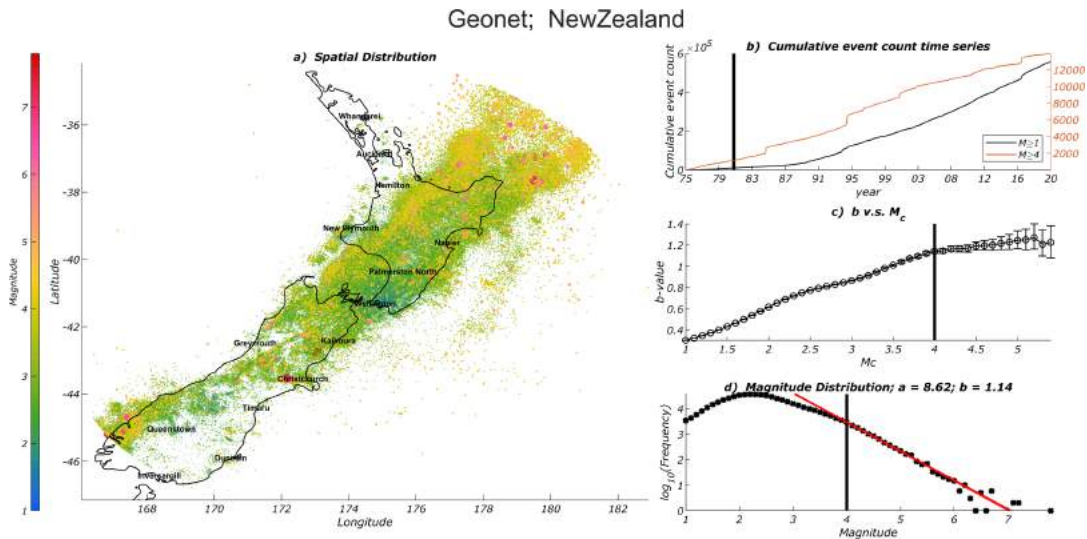 Geonet; NewZealand
a) Spatial Distribution
Magnitude
7
6
5
4
3
2
1
Latitude
-36
-38
-40
-42
-44
-46
Whangarei
Auckland
Hamilton
New Plymouth
Napier
Palmerston North
Wellington
Greymouth
Kaikoura
Christchurch
Timaru
Queenstown
Dunedin
Invercargill
168 170 172 174 176 178 180 182
Longitude
b) Cumulative event count time series
×10⁵
Cumulative event count
6
4
2
0
12000
10000
8000
6000
4000
2000
M≥1
M≥4
75 79 83 87 91 95 99 03 08 12 16 20
year
c) b v.s. Mc
b-value
1.4
1.2
1
0.8
0.6
0.4
1 1.5 2 2.5 3 3.5 4 4.5 5
Mc
d) Magnitude Distribution; a = 8.62; b = 1.14
log10(Frequency)
4
3
2
1
0
1 2 3 4 5 6 7
Magnitude